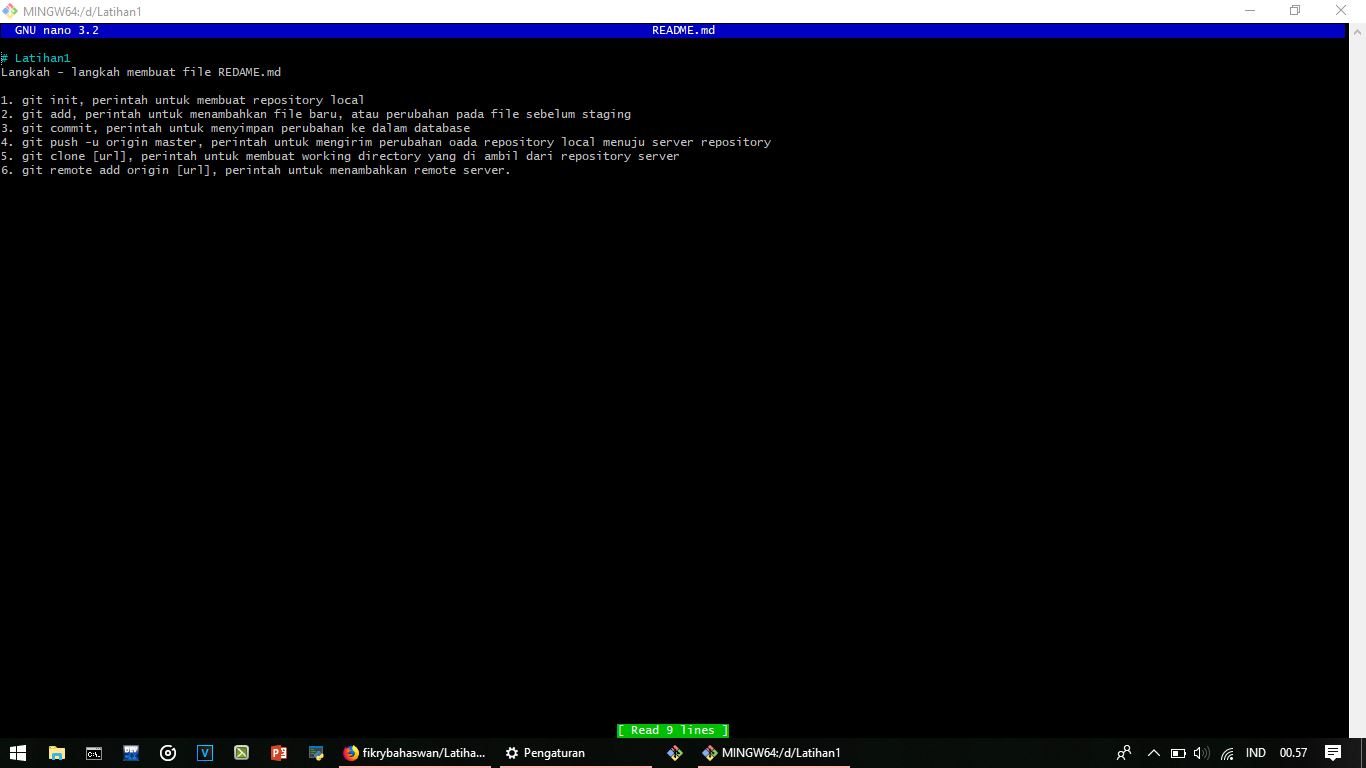 MINGW64:/d/Latihan1
GNU nano 3.2 README.md
# Latihan1
Langkah - langkah membuat file REDAME.md
1. git init, perintah untuk membuat repository local
2. git add, perintah untuk menambahkan file baru, atau perubahan pada file sebelum staging
3. git commit, perintah untuk menyimpan perubahan ke dalam database
4. git push -u origin master, perintah untuk mengirim perubahan oada repository local menuju server repository
5. git clone [url], perintah untuk membuat working directory yang di ambil dari repository server
6. git remote add origin [url], perintah untuk menambahkan remote server.
[ Read 9 lines ]
fikrybahaswan/Latiha... Pengaturan MINGW64:/d/Latihan1 IND 00.57